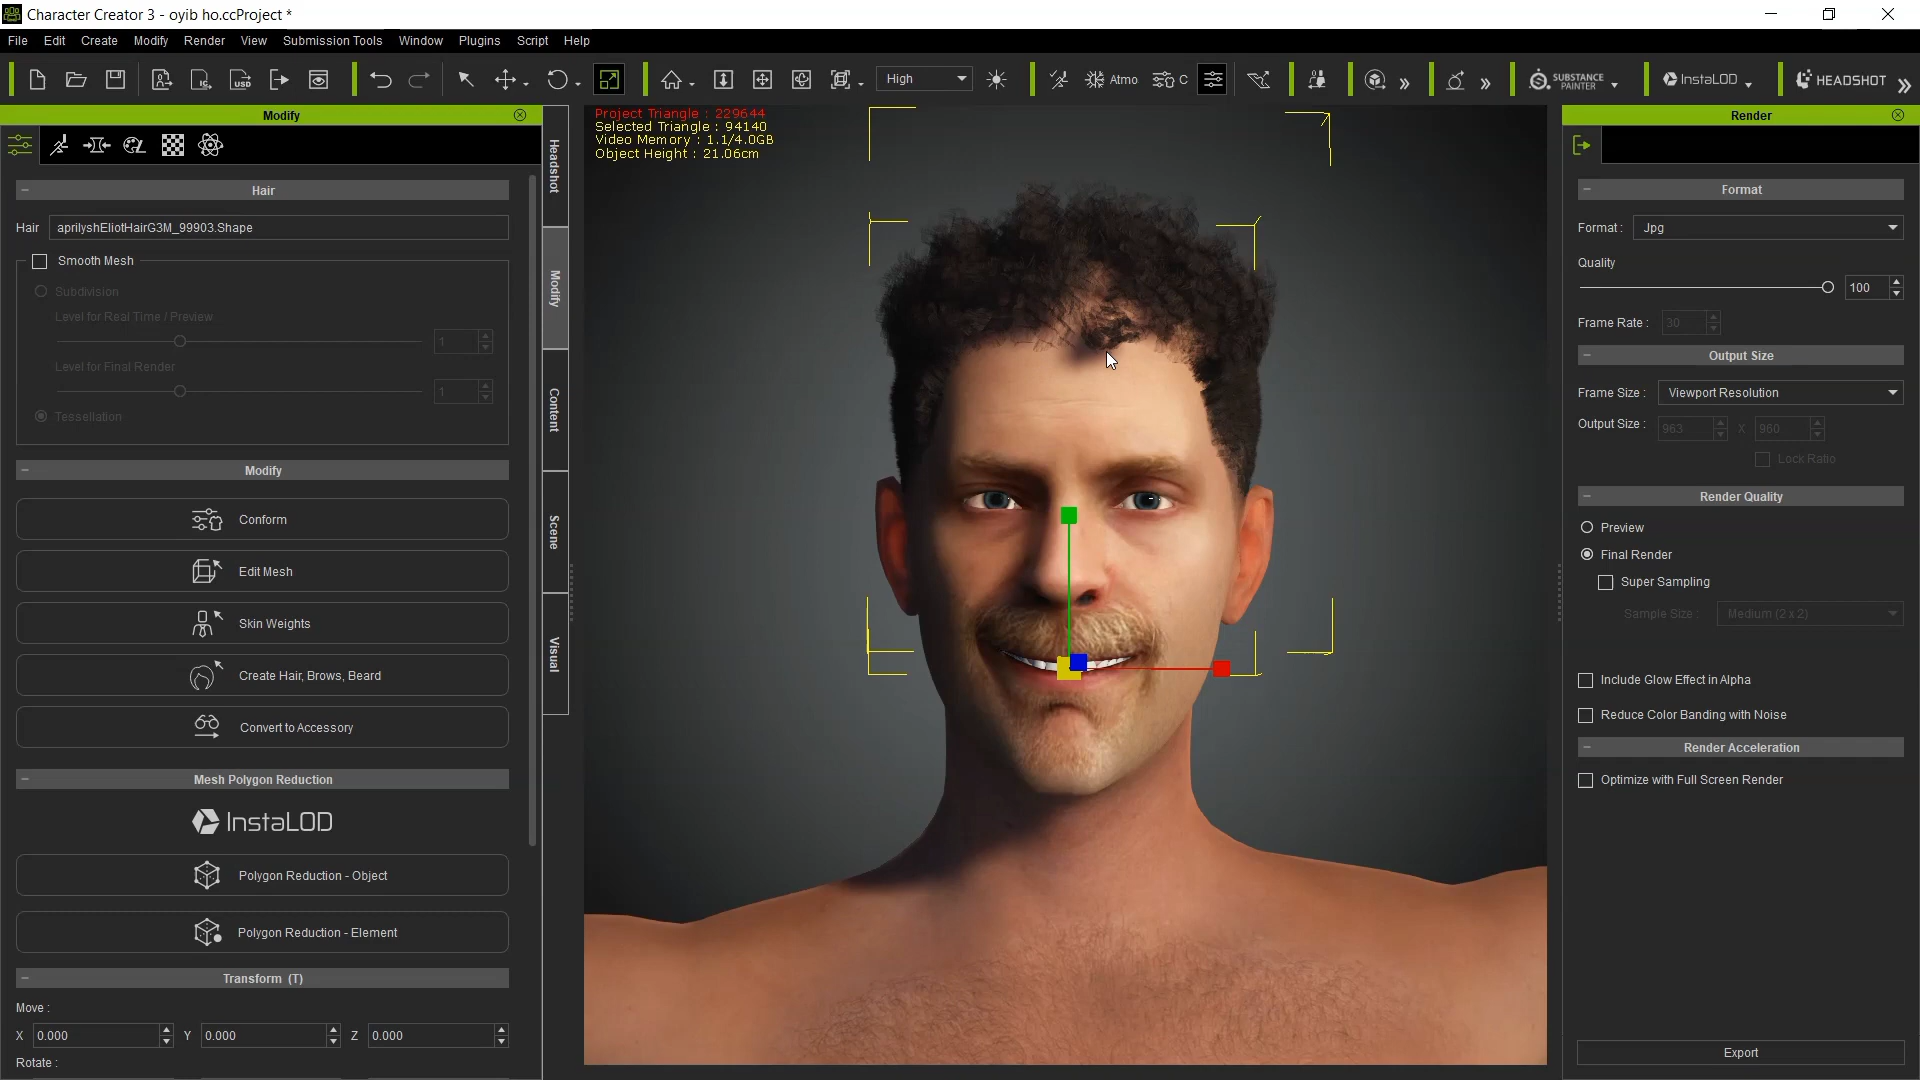 Character Creator 3 - oyib ho.ccProject *
File Edit Create Modify Render View Submission Tools Window Plugins Script Help
High
Atmo
C
SUBSTANCE PAINTER
InstaLOD
HEADSHOT
Modify
Hair
Hair aprilyshEliotHairG3M_99903.Shape
Smooth Mesh
Subdivision
Level for Real Time / Preview
1
Level for Final Render
1
Tessellation
Modify
Conform
Edit Mesh
Skin Weights
Create Hair, Brows, Beard
Convert to Accessory
Mesh Polygon Reduction
InstaLOD
Polygon Reduction - Object
Polygon Reduction - Element
Transform (T)
Move :
X 0.000 Y 0.000 Z 0.000
Rotate :
Headshot
Modify
Content
Scene
Visual
Project Triangle : 229644
Selected Triangle : 94140
Video Memory : 1.1/4.0GB
Object Height : 21.06cm
Render
Format
Format : Jpg
Quality
100
Frame Rate : 30
Output Size
Frame Size : Viewport Resolution
Output Size : 963 X 960
Lock Ratio
Render Quality
Preview
Final Render
Super Sampling
Sample Size : Medium (2 x 2)
Include Glow Effect in Alpha
Reduce Color Banding with Noise
Render Acceleration
Optimize with Full Screen Render
Export